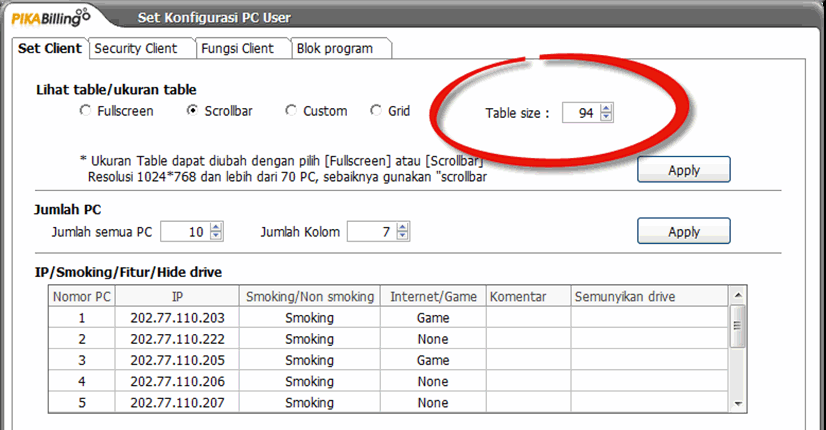 PIKABilling Set Konfigurasi PC User
Set Client Security Client Fungsi Client Blok program
Lihat table/ukuran table
Fullscreen Scrollbar Custom Grid Table size : 94
* Ukuran Table dapat diubah dengan pilih [Fullscreen] atau [Scrollbar]
Resolusi 1024*768 dan lebih dari 70 PC, sebaiknya gunakan "scrollbar
Apply
Jumlah PC
Jumlah semua PC 10 Jumlah Kolom 7 Apply
IP/Smoking/Fitur/Hide drive
Nomor PC IP Smoking/Non smoking Internet/Game Komentar Semunyikan drive
1 202.77.110.203 Smoking Game
2 202.77.110.222 Smoking None
3 202.77.110.205 Smoking Game
4 202.77.110.206 Smoking None
5 202.77.110.207 Smoking None